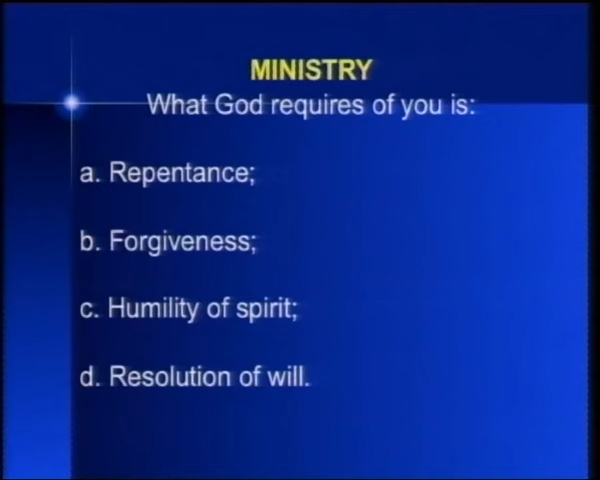 MINISTRY
What God requires of you is:
a. Repentance;
b. Forgiveness;
c. Humility of spirit;
d. Resolution of will.